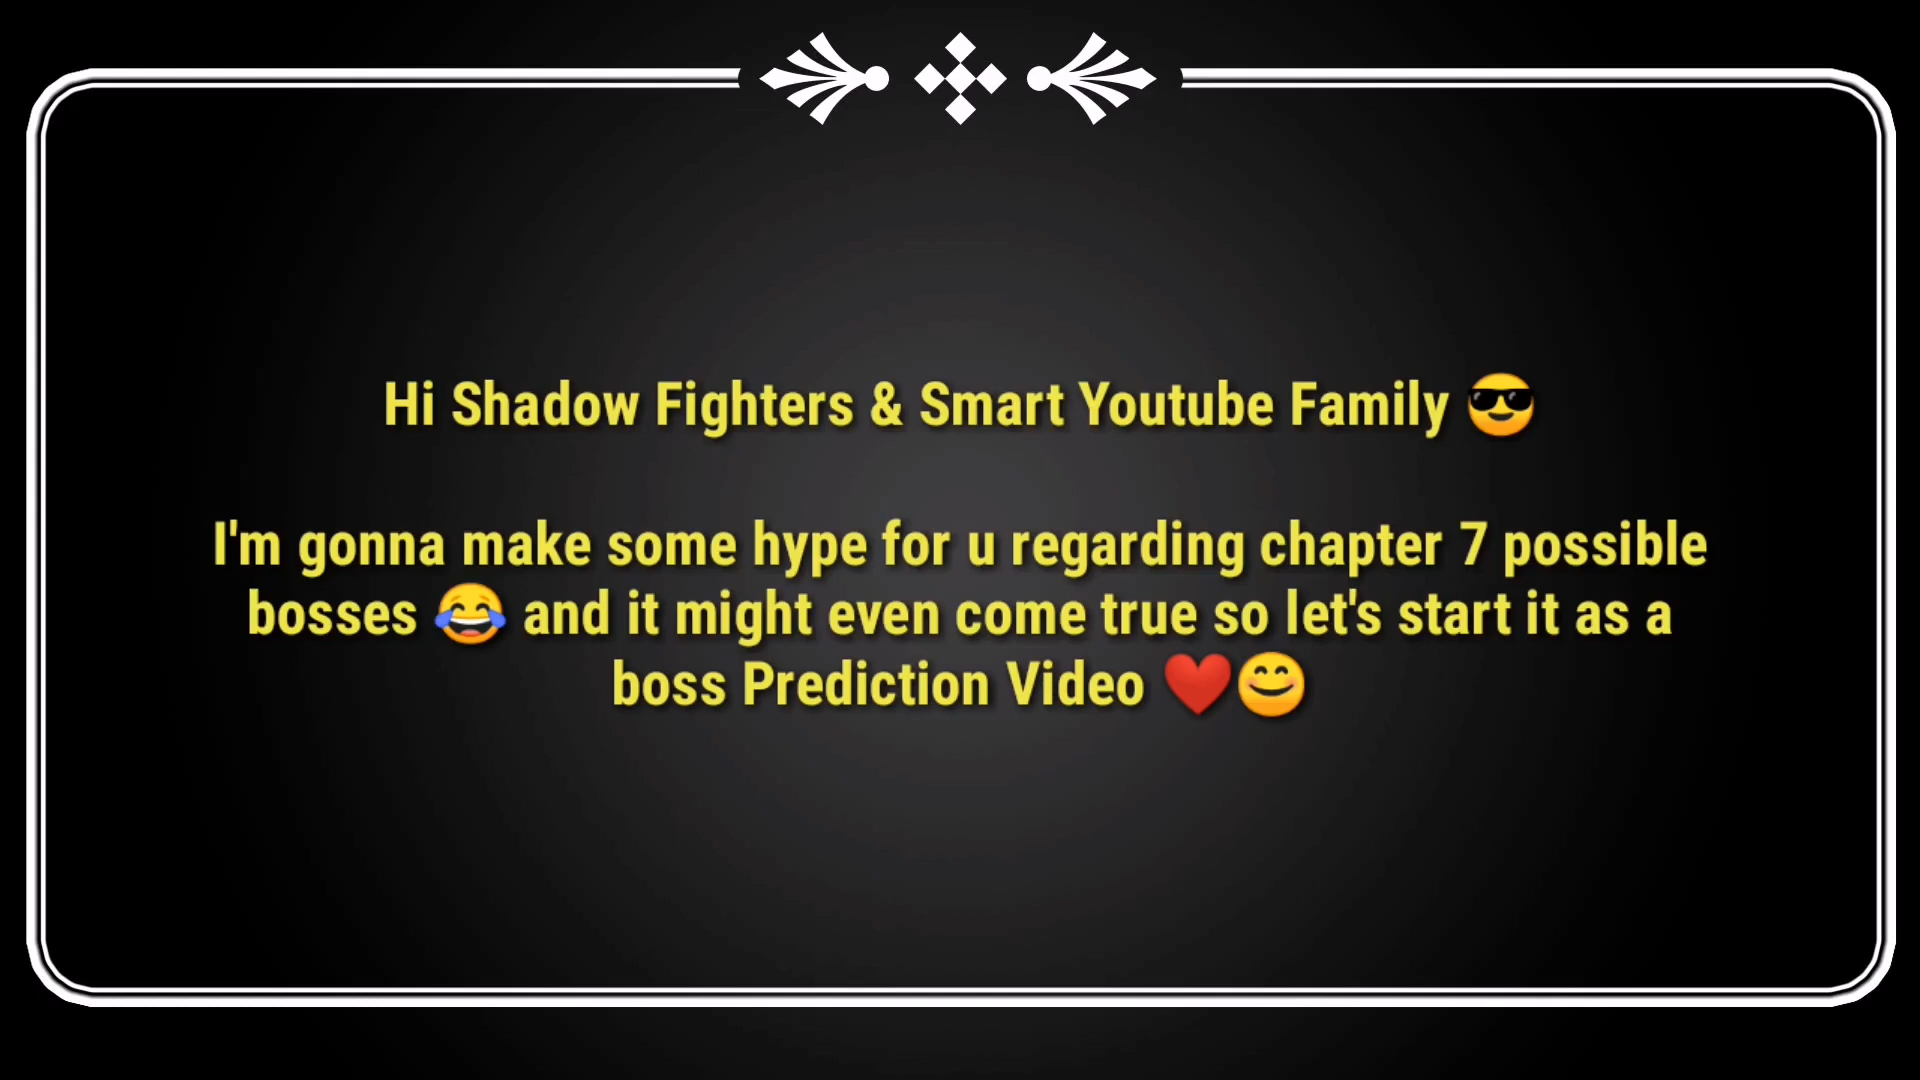 Hi Shadow Fighters & Smart Youtube Family 😎
I'm gonna make some hype for u regarding chapter 7 possible
bosses 😂 and it might even come true so let's start it as a
boss Prediction Video ❤️😊